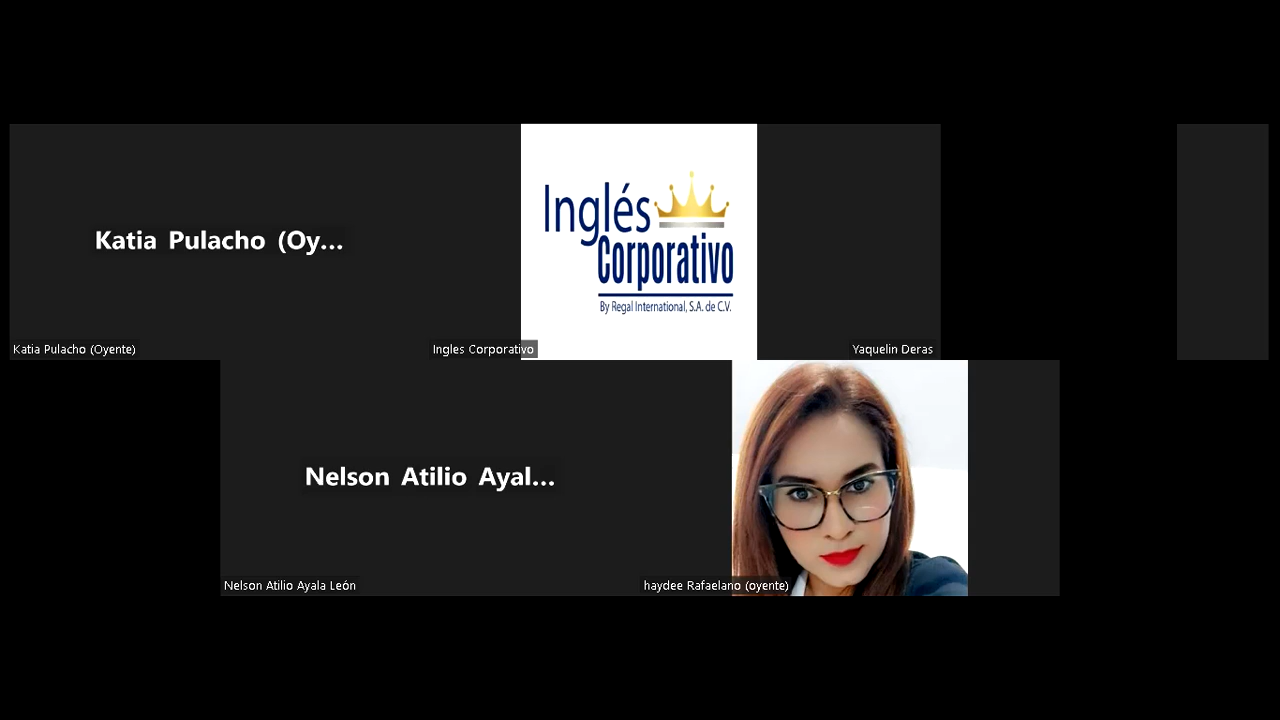 Katia Pulacho (Oy...
Inglés
Corporativo
By Regal International, S.A. de C.V.
Katia Pulacho (Oyente)
Ingles Corporativo
Yaquelin Deras
Nelson Atilio Ayal...
Nelson Atilio Ayala León
haydee Rafaelano (oyente)